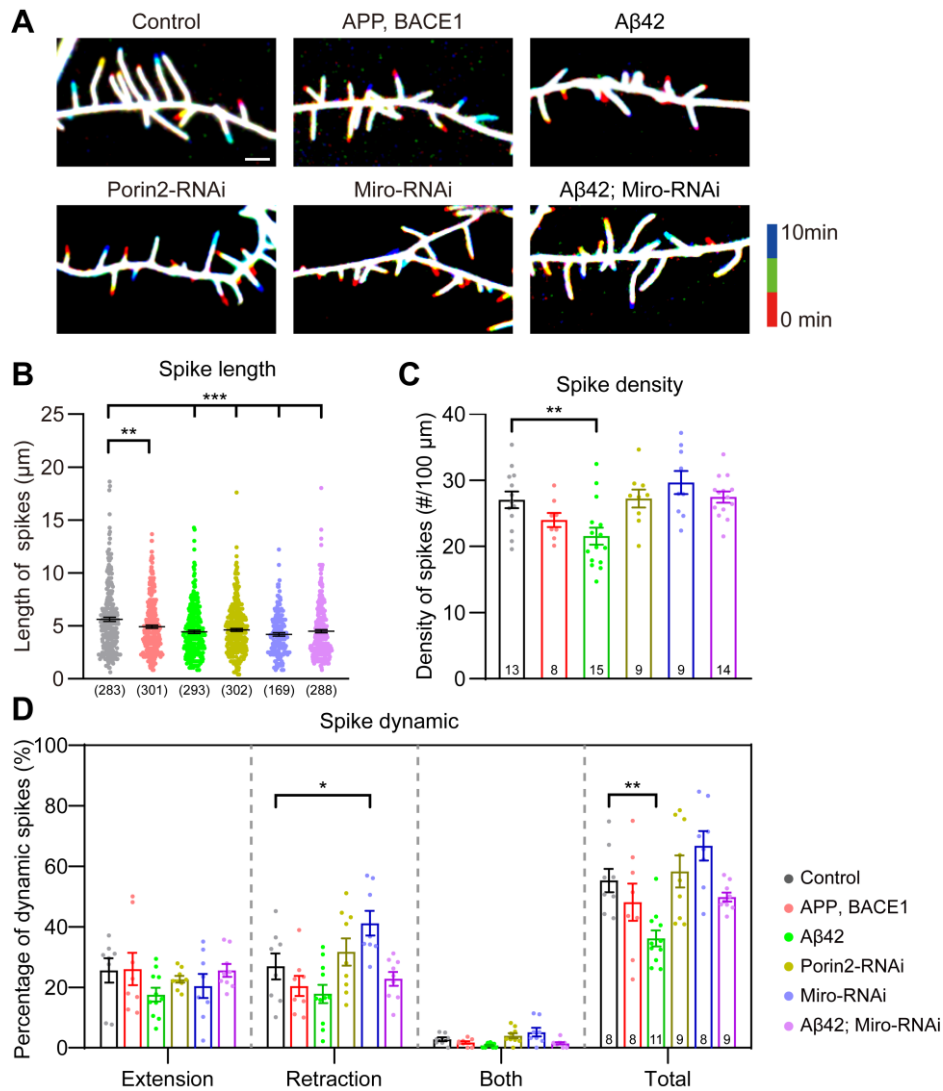 A
Control
APP, BACE1
Aβ42
Porin2-RNAi
Miro-RNAi
Aβ42; Miro-RNAi
10min
0 min
B
Spike length
***
**
Length of spikes (μm)
25
20
15
10
5
0
(283) (301) (293) (302) (169) (288)
C
Spike density
**
Density of spikes (#/100 μm)
40
30
20
10
0
13 8 15 9 9 14
D
Spike dynamic
Percentage of dynamic spikes (%)
100
80
60
40
20
0
*
**
8 8 11 9 8 9
Extension Retraction Both Total
Control
APP, BACE1
Aβ42
Porin2-RNAi
Miro-RNAi
Aβ42; Miro-RNAi